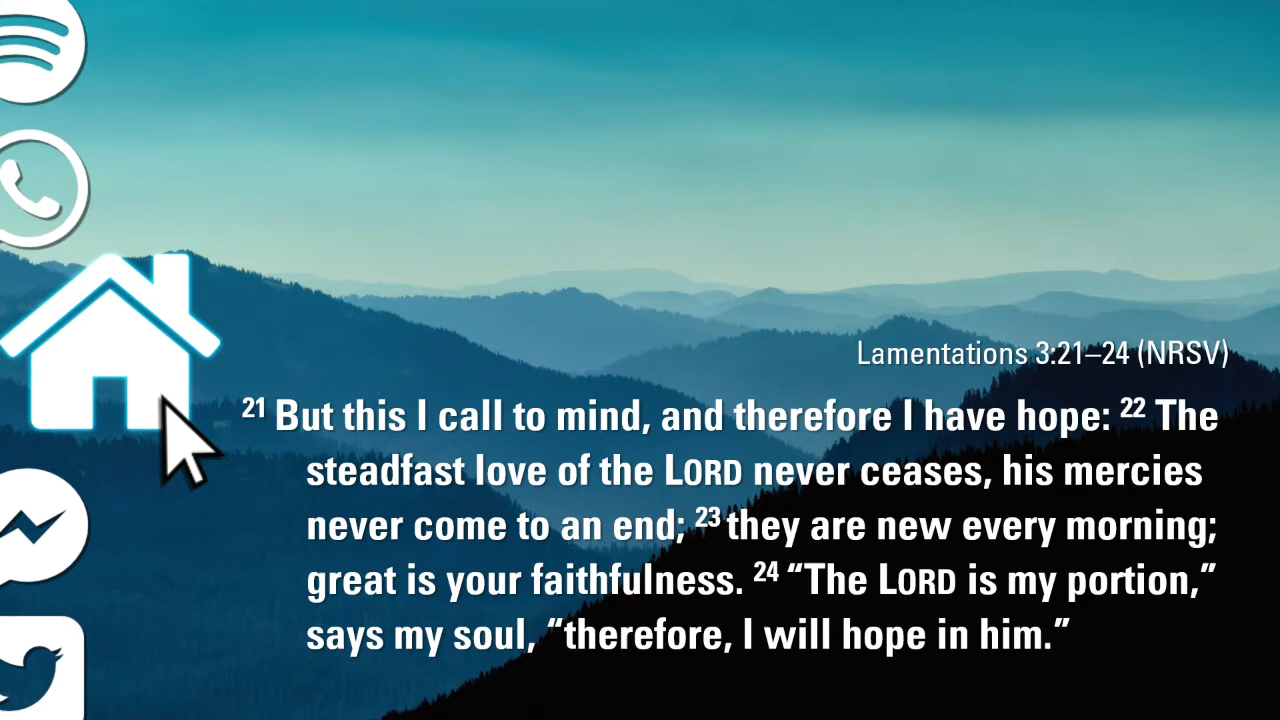 Lamentations 3:21–24 (NRSV)
21 But this I call to mind, and therefore I have hope: 22 The
steadfast love of the LORD never ceases, his mercies
never come to an end; 23 they are new every morning;
great is your faithfulness. 24 “The LORD is my portion,”
says my soul, “therefore, I will hope in him.”